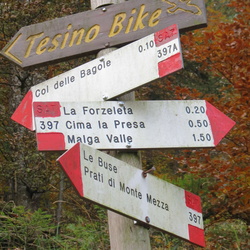 Tesino Bike
Col delle Bagole 0.10
397A
La Forzeleta 0.20
397 Cima la Presa 0.50
Malga Valle 1.50
Le Buse
Prati di Monte Mezza
397